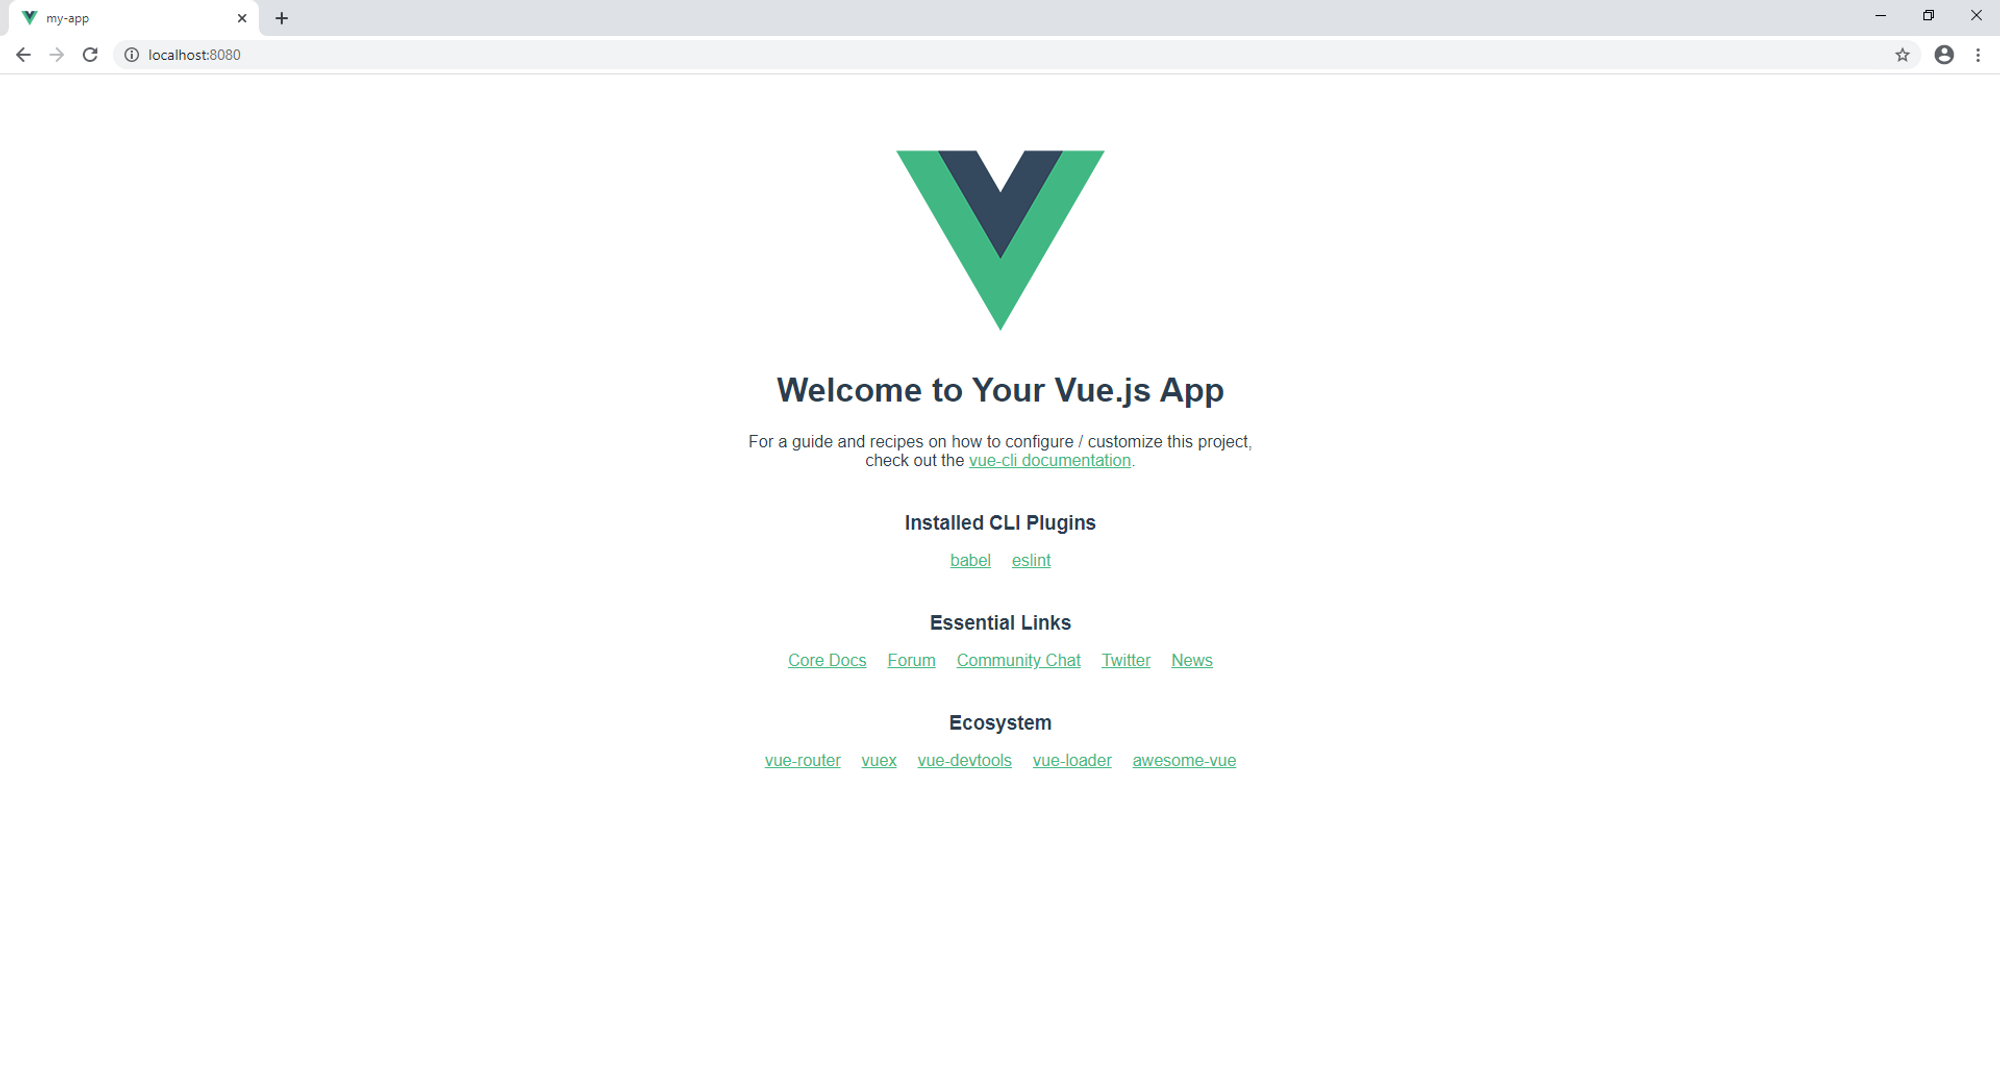 my-app
localhost:8080
Welcome to Your Vue.js App
For a guide and recipes on how to configure / customize this project,
check out the vue-cli documentation.
Installed CLI Plugins
babel eslint
Essential Links
Core Docs Forum Community Chat Twitter News
Ecosystem
vue-router vuex vue-devtools vue-loader awesome-vue